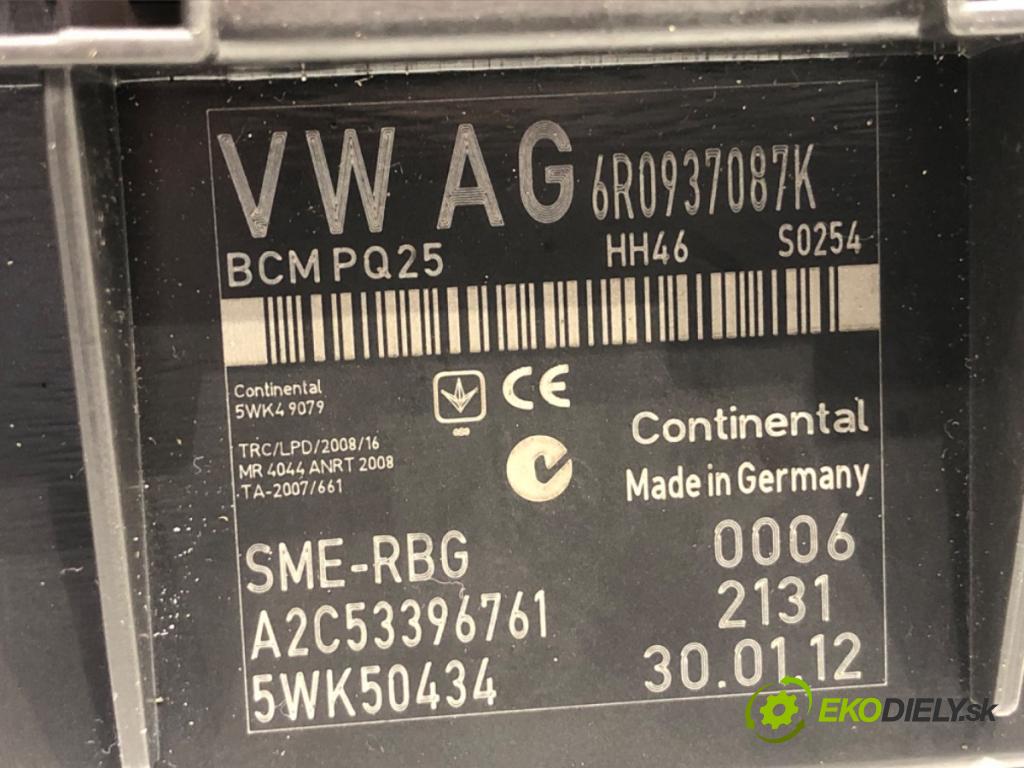 VW AG 6R0937087K
BCM PQ25 HH46 S0254
Continental
5WK4 9079
CE
TRC/LPD/2008/16
MR 4044 ANRT 2008
TA-2007/661
Continental
Made in Germany
SME-RBG 0006
A2C53396761 2131
5WK50434 30.01.12
EKODIELY.sk